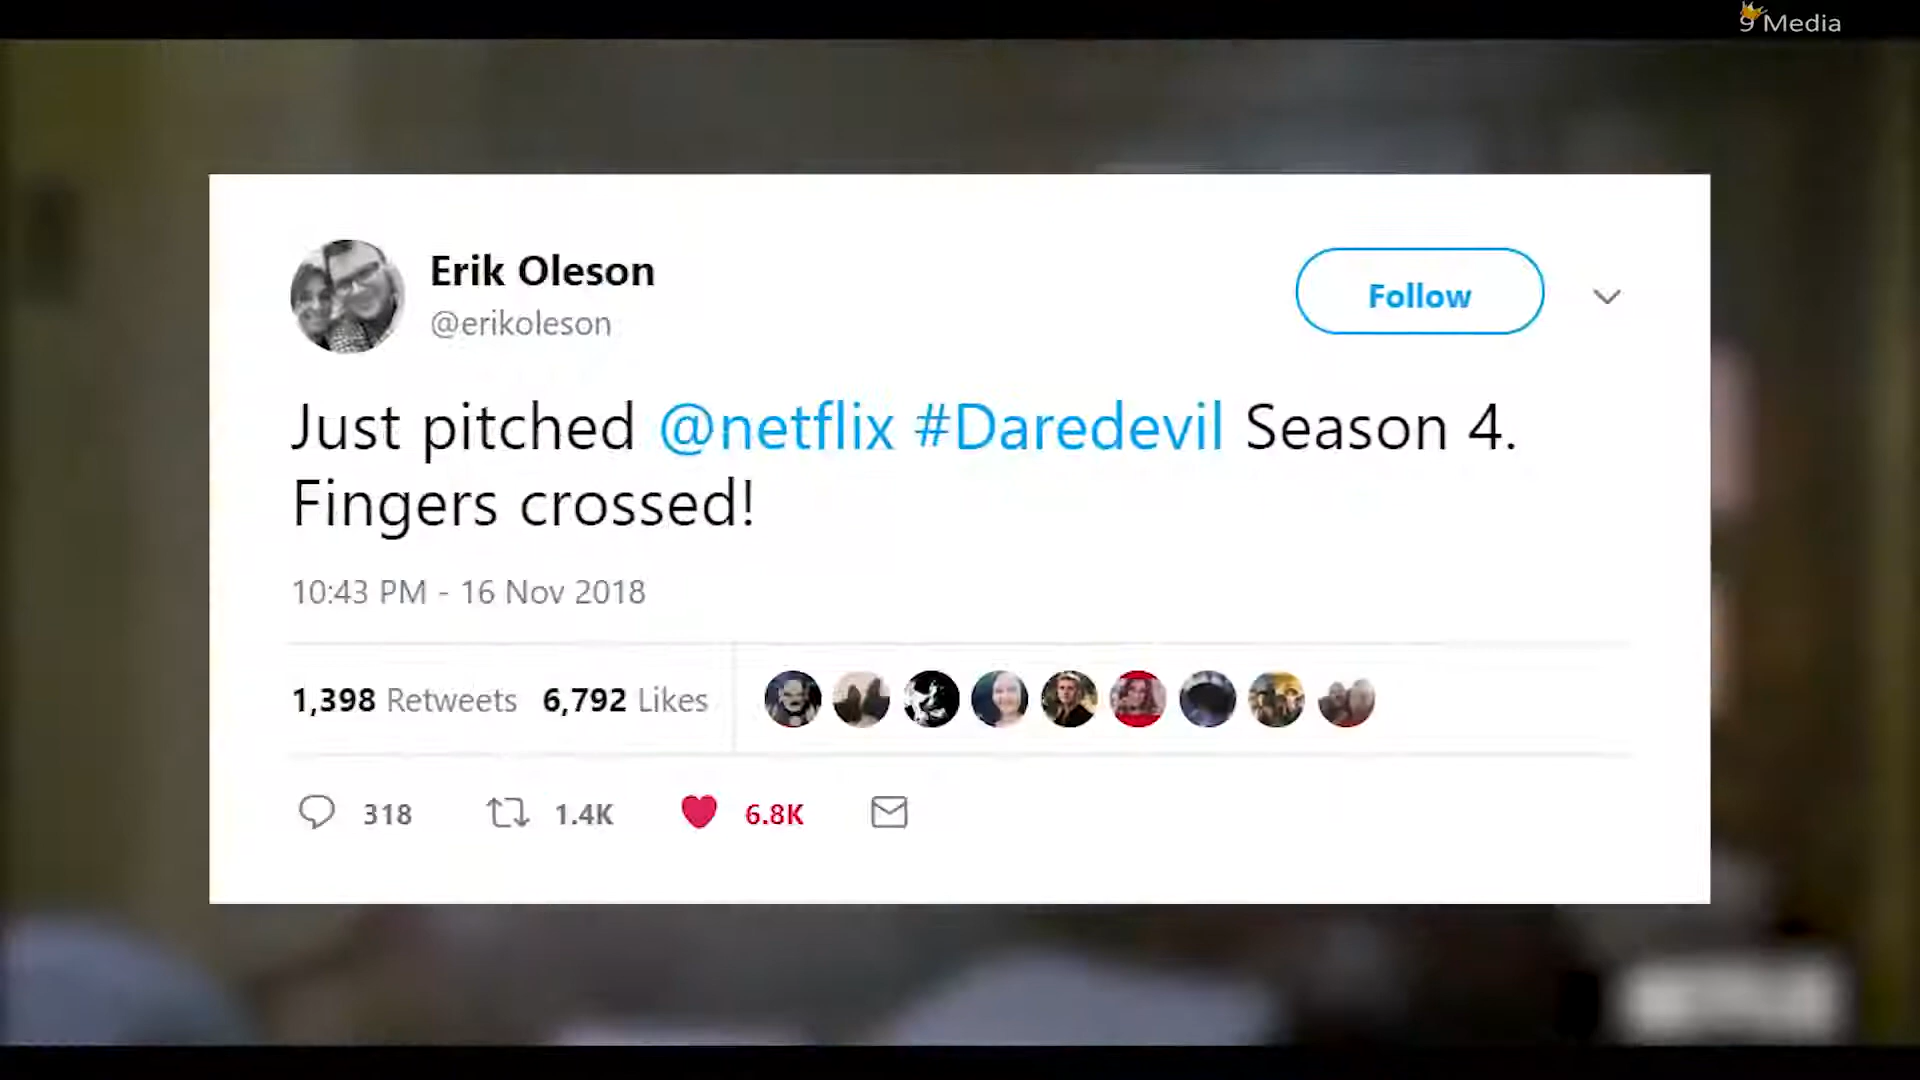 9 Media
Erik Oleson
@erikoleson
Follow
Just pitched @netflix #Daredevil Season 4.
Fingers crossed!
10:43 PM - 16 Nov 2018
1,398 Retweets 6,792 Likes
318 1.4K 6.8K